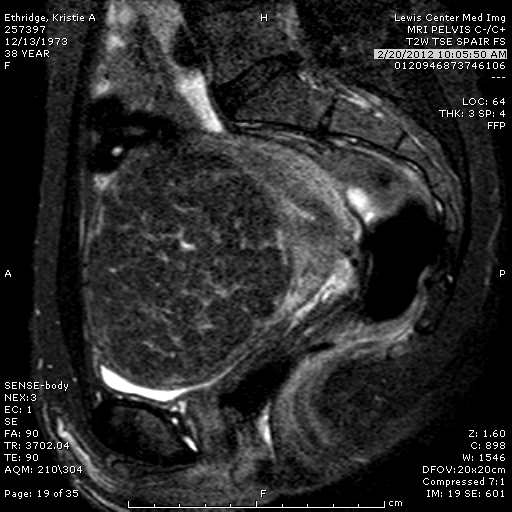 Ethridge, Kristie A
257397
12/13/1973
38 YEAR
F
H
Lewis Center Med Img
MRI PELVIS C-/C+
T2W TSE SPAIR FS
2/20/2012 10:05:50 AM
0120946873746106
---
LOC: 64
THK: 3 SP: 4
FFP
A
P
SENSE-body
NEX: 3
EC: 1
SE
FA: 90
TR: 3702.04
TE: 90
AQM: 210\304
Page: 19 of 35
F
cm
Z: 1.60
C: 898
W: 1546
DFOV:20x20cm
Compressed 7:1
IM: 19 SE: 601